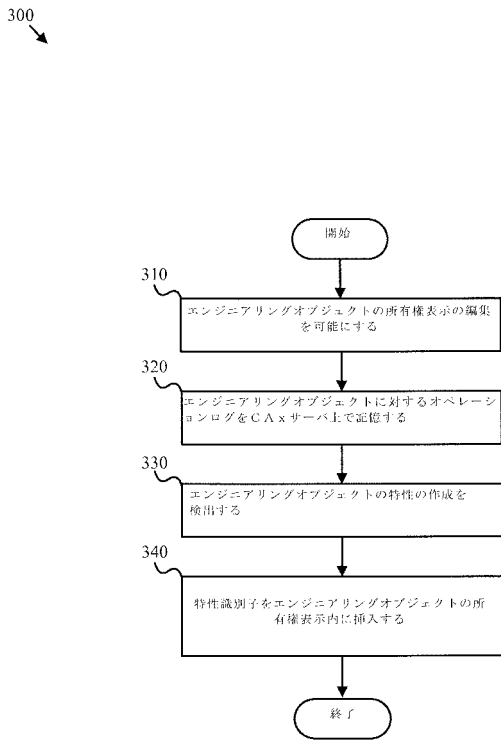 300
開始
310
エンジニアリングオブジェクトの所有権表示の編集
を可能にする
320
エンジニアリングオブジェクトに対するオペレーシ
ョンログをCAxサーバ上で記憶する
330
エンジニアリングオブジェクトの特性の作成を
検出する
340
特性識別子をエンジニアリングオブジェクトの所
有権表示内に挿入する
終了